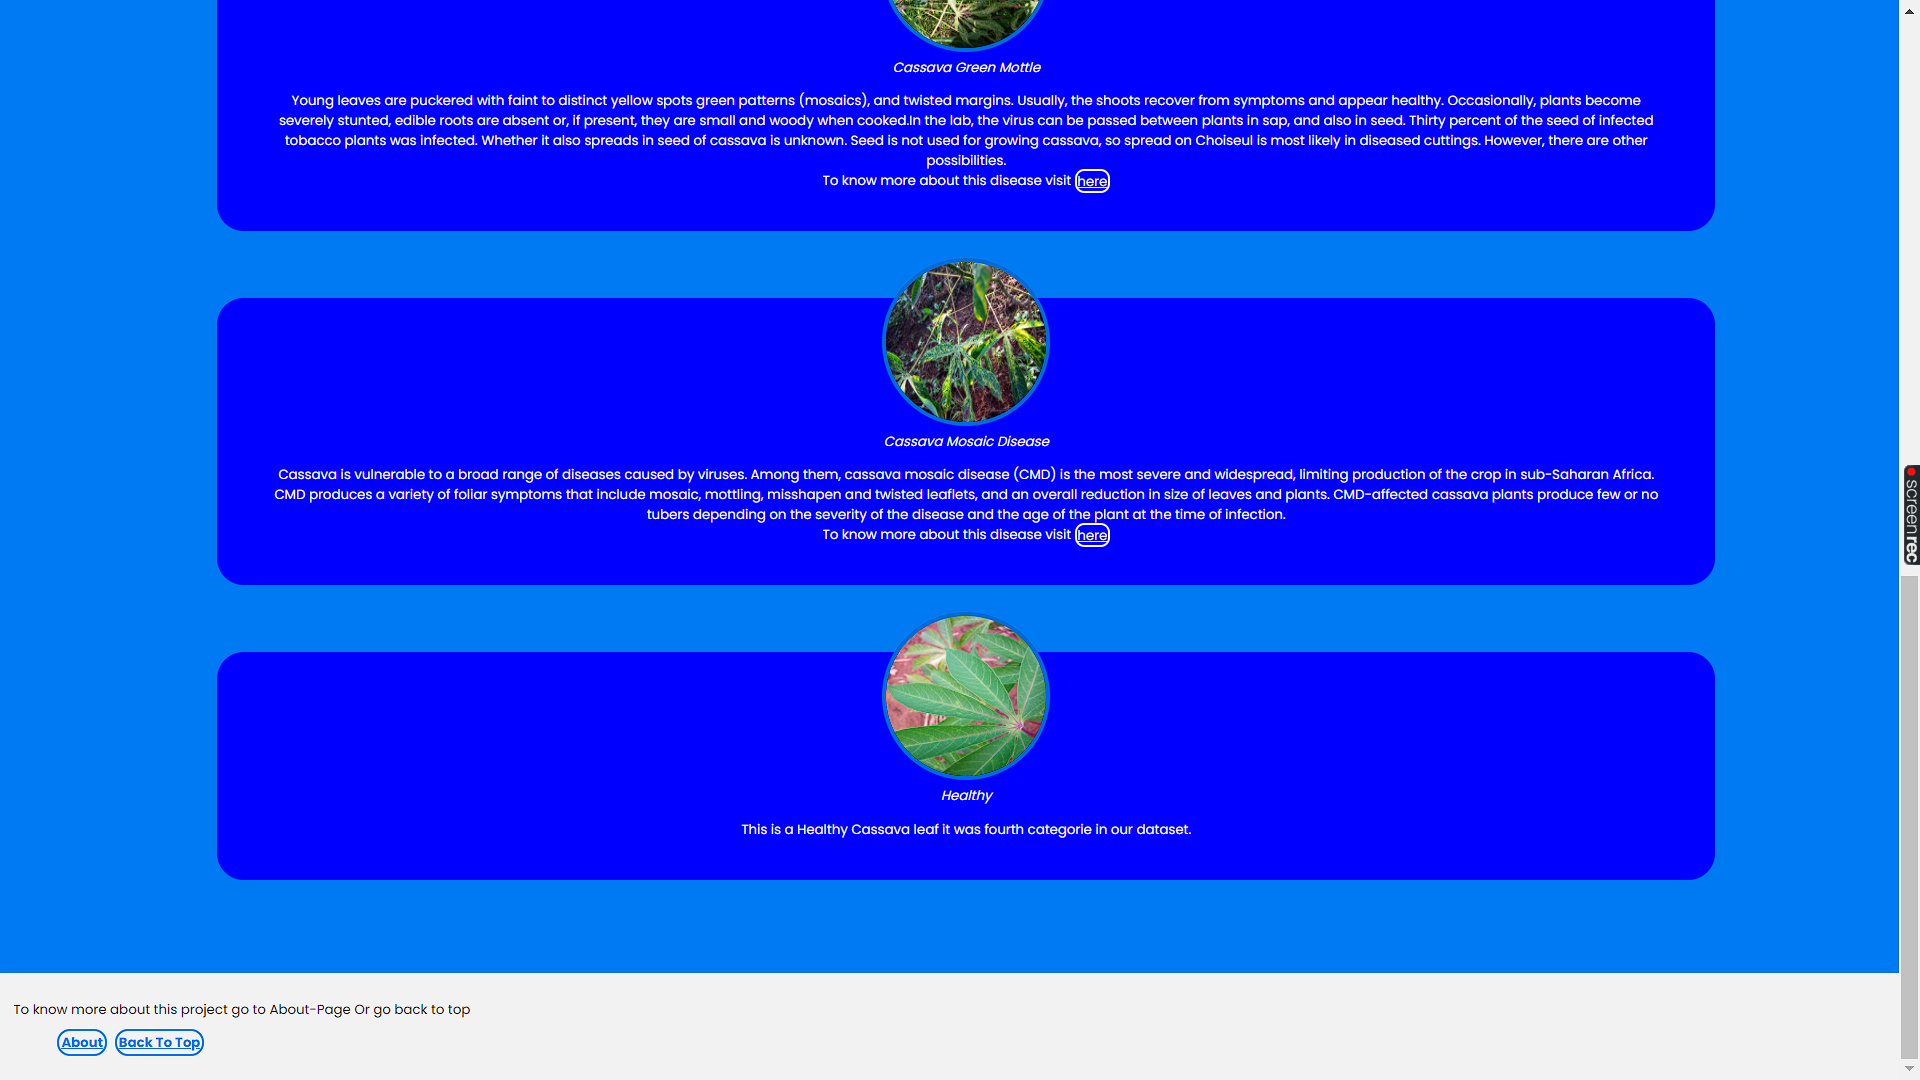 Cassava Green Mottle
Young leaves are puckered with faint to distinct yellow spots green patterns (mosaics), and twisted margins. Usually, the shoots recover from symptoms and appear healthy. Occasionally, plants become
severely stunted, edible roots are absent or, if present, they are small and woody when cooked.In the lab, the virus can be passed between plants in sap, and also in seed. Thirty percent of the seed of infected
tobacco plants was infected. Whether it also spreads in seed of cassava is unknown. Seed is not used for growing cassava, so spread on Choiseul is most likely in diseased cuttings. However, there are other
possibilities.
To know more about this disease visit here
Cassava Mosaic Disease
Cassava is vulnerable to a broad range of diseases caused by viruses. Among them, cassava mosaic disease (CMD) is the most severe and widespread, limiting production of the crop in sub-Saharan Africa.
CMD produces a variety of foliar symptoms that include mosaic, mottling, misshapen and twisted leaflets, and an overall reduction in size of leaves and plants. CMD-affected cassava plants produce few or no
tubers depending on the severity of the disease and the age of the plant at the time of infection.
To know more about this disease visit here
screenrec
Healthy
This is a Healthy Cassava leaf it was fourth categorie in our dataset.
To know more about this project go to About-Page Or go back to top
About Back To Top